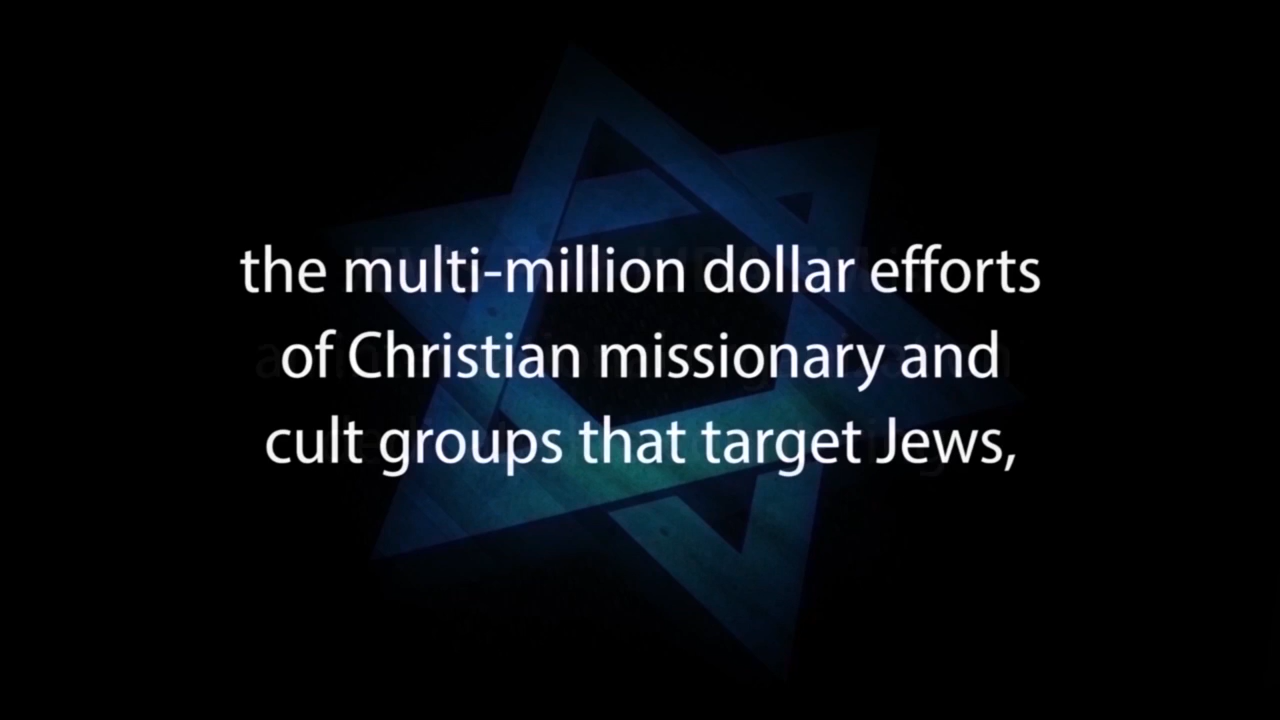 the multi-million dollar efforts
of Christian missionary and
cult groups that target Jews,